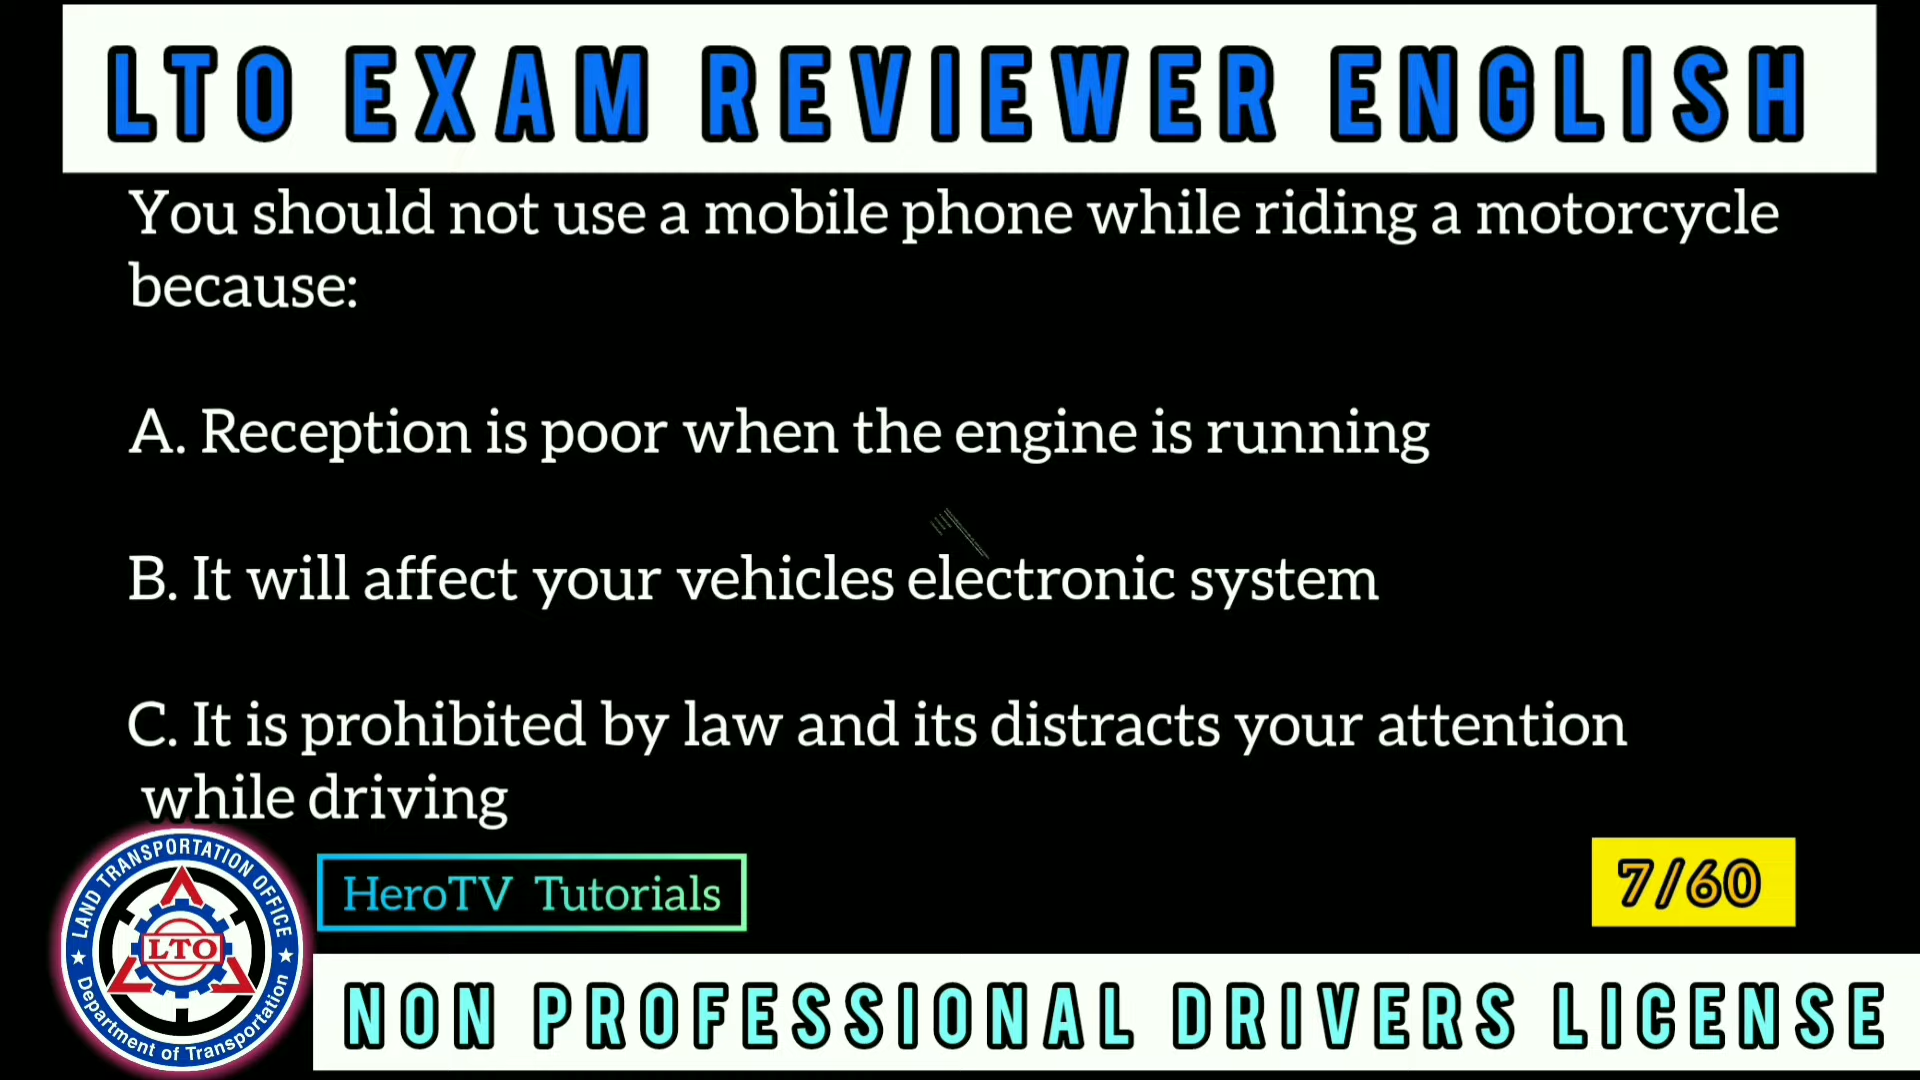 LTO EXAM REVIEWER ENGLISH
You should not use a mobile phone while riding a motorcycle
because:
A. Reception is poor when the engine is running
B. It will affect your vehicles electronic system
C. It is prohibited by law and its distracts your attention
while driving
LAND TRANSPORTATION OFFICE
LTO
Department of Transportation
HeroTV Tutorials
7/60
NON PROFESSIONAL DRIVERS LICENSE